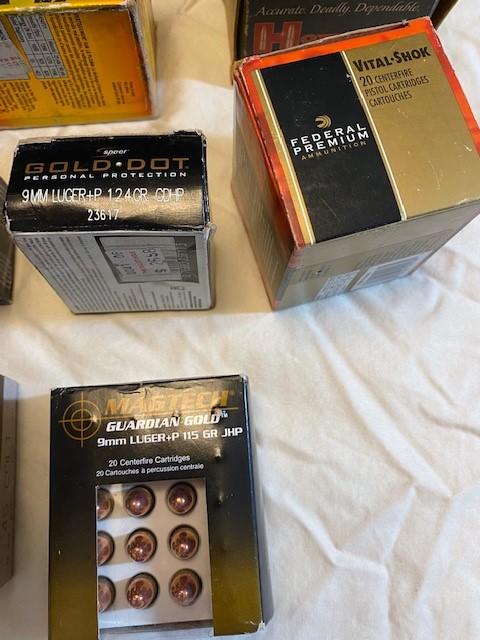 Accurate. Deadly. Dependable.
VITAL-SHOK
20 CENTERFIRE
PISTOL CARTRIDGES
CARTOUCHES
FEDERAL
PREMIUM
AMMUNITION
speer
GOLD DOT
PERSONAL PROTECTION
9MM LUGER+P 124 GR. GDHP
23617
MAGTECH
GUARDIAN GOLD™
9mm LUGER+P 115 GR JHP
20 Centerfire Cartridges
20 Cartouches à percussion centrale